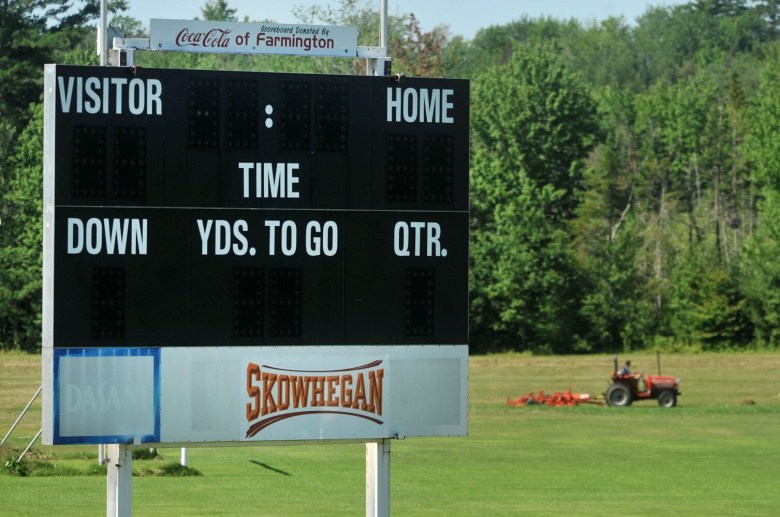 Coca-Cola of Farmington
Scoreboard Donated By
VISITOR : HOME
TIME
DOWN YDS. TO GO QTR.
DASANI
SKOWHEGAN